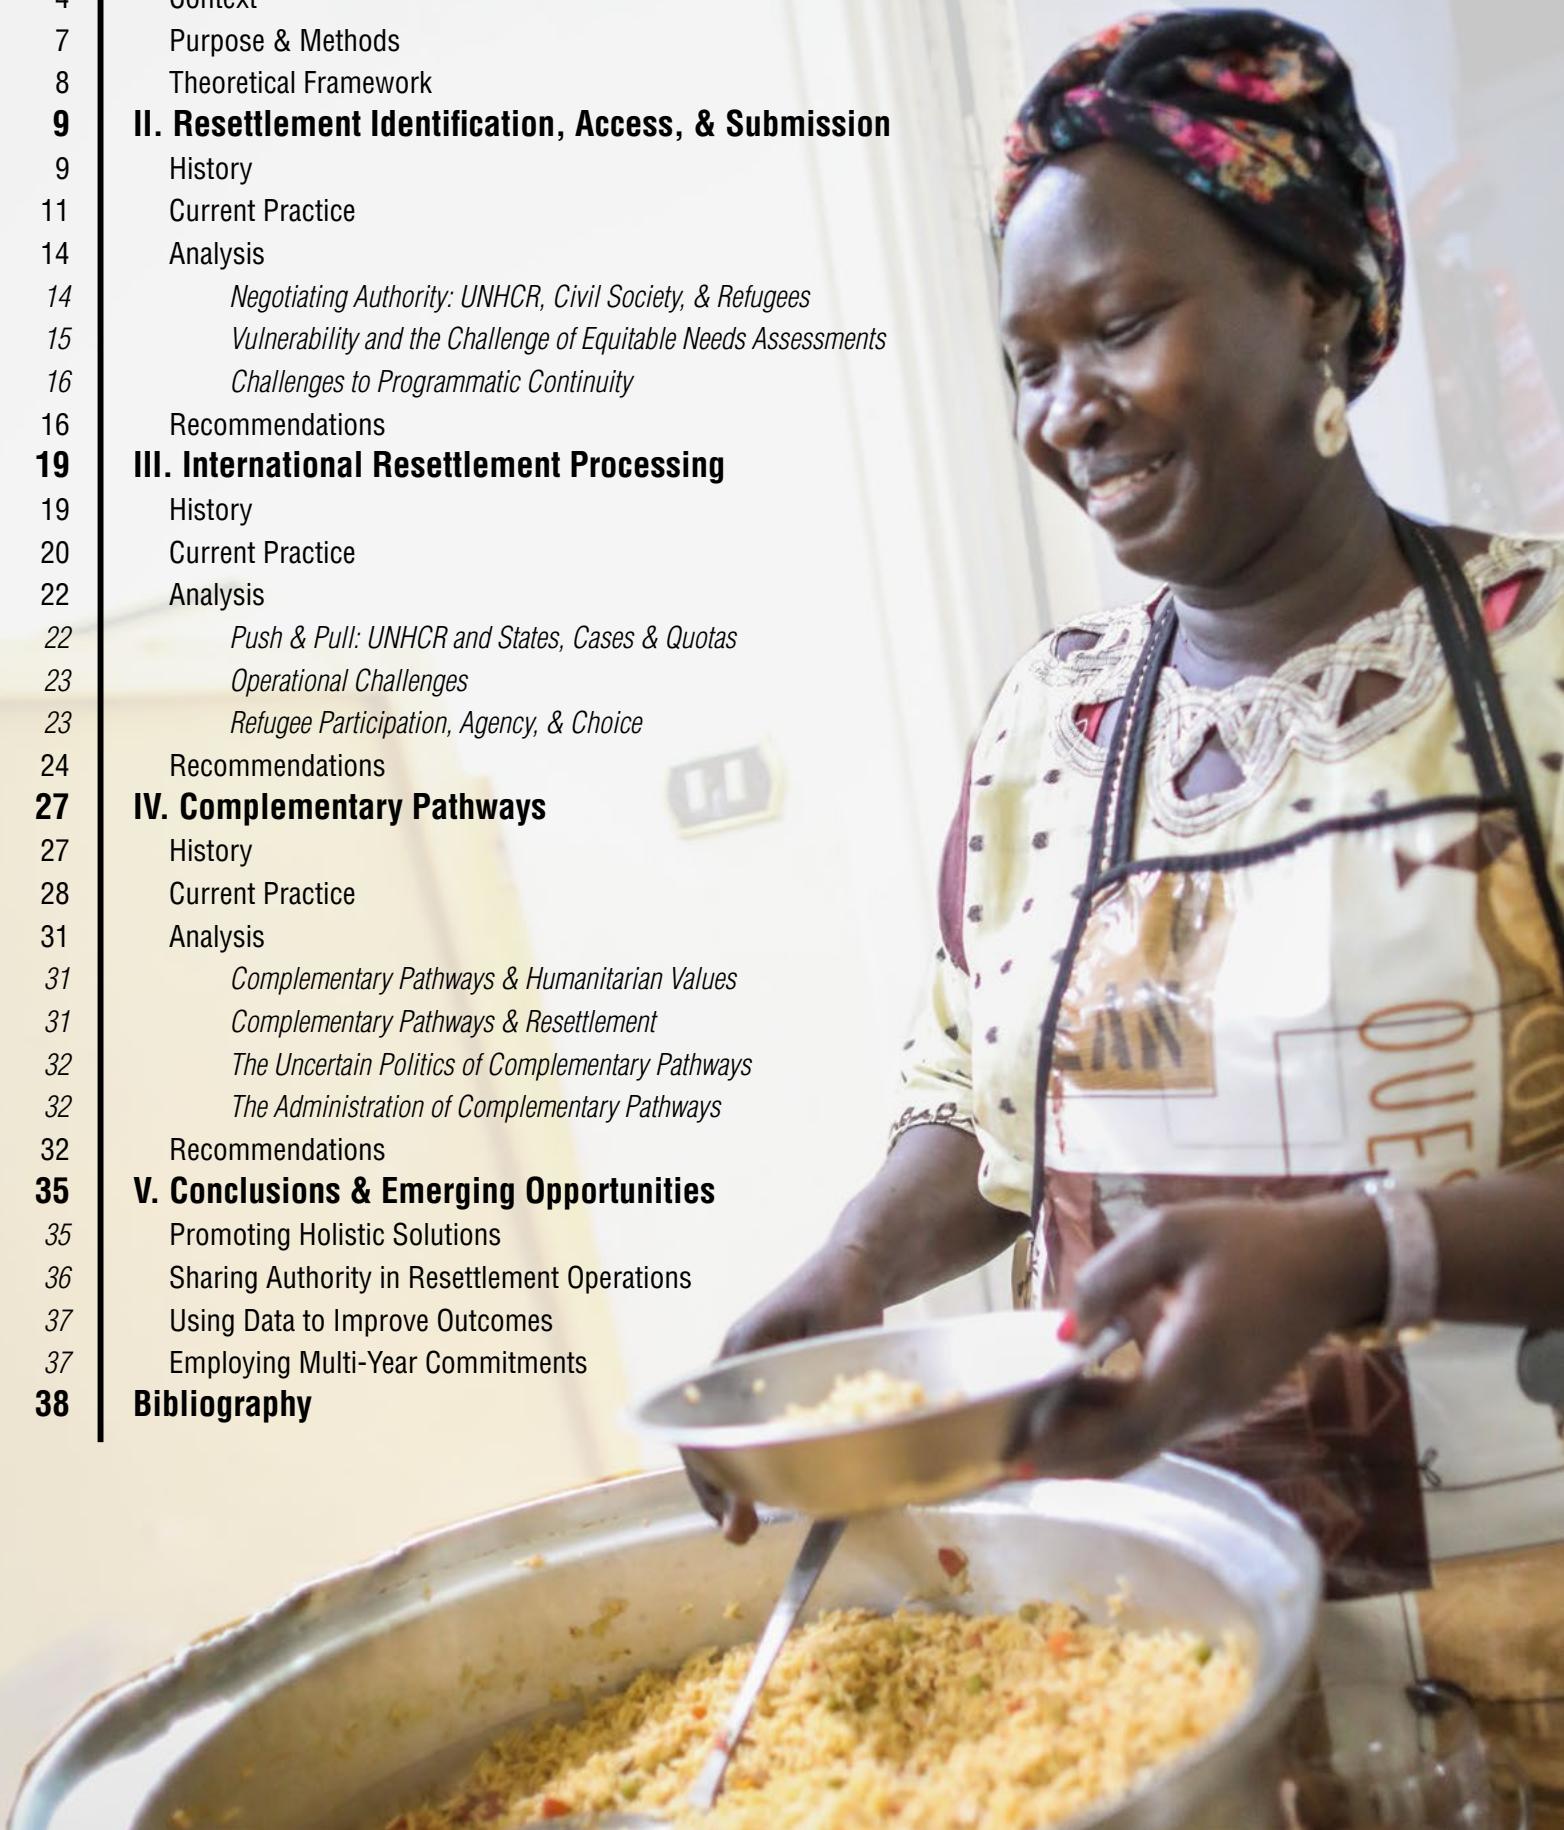 4 Context
7 Purpose & Methods
8 Theoretical Framework
9 II. Resettlement Identification, Access, & Submission
9 History
11 Current Practice
14 Analysis
14 Negotiating Authority: UNHCR, Civil Society, & Refugees
15 Vulnerability and the Challenge of Equitable Needs Assessments
16 Challenges to Programmatic Continuity
16 Recommendations
19 III. International Resettlement Processing
19 History
20 Current Practice
22 Analysis
22 Push & Pull: UNHCR and States, Cases & Quotas
23 Operational Challenges
23 Refugee Participation, Agency, & Choice
24 Recommendations
27 IV. Complementary Pathways
27 History
28 Current Practice
31 Analysis
31 Complementary Pathways & Humanitarian Values
31 Complementary Pathways & Resettlement
32 The Uncertain Politics of Complementary Pathways
32 The Administration of Complementary Pathways
32 Recommendations
35 V. Conclusions & Emerging Opportunities
35 Promoting Holistic Solutions
36 Sharing Authority in Resettlement Operations
37 Using Data to Improve Outcomes
37 Employing Multi-Year Commitments
38 Bibliography